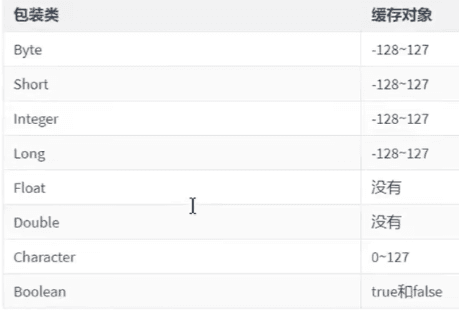 包装类 缓存对象
Byte -128~127
Short -128~127
Integer -128~127
Long -128~127
Float 没有
Double 没有
Character 0~127
Boolean true和false